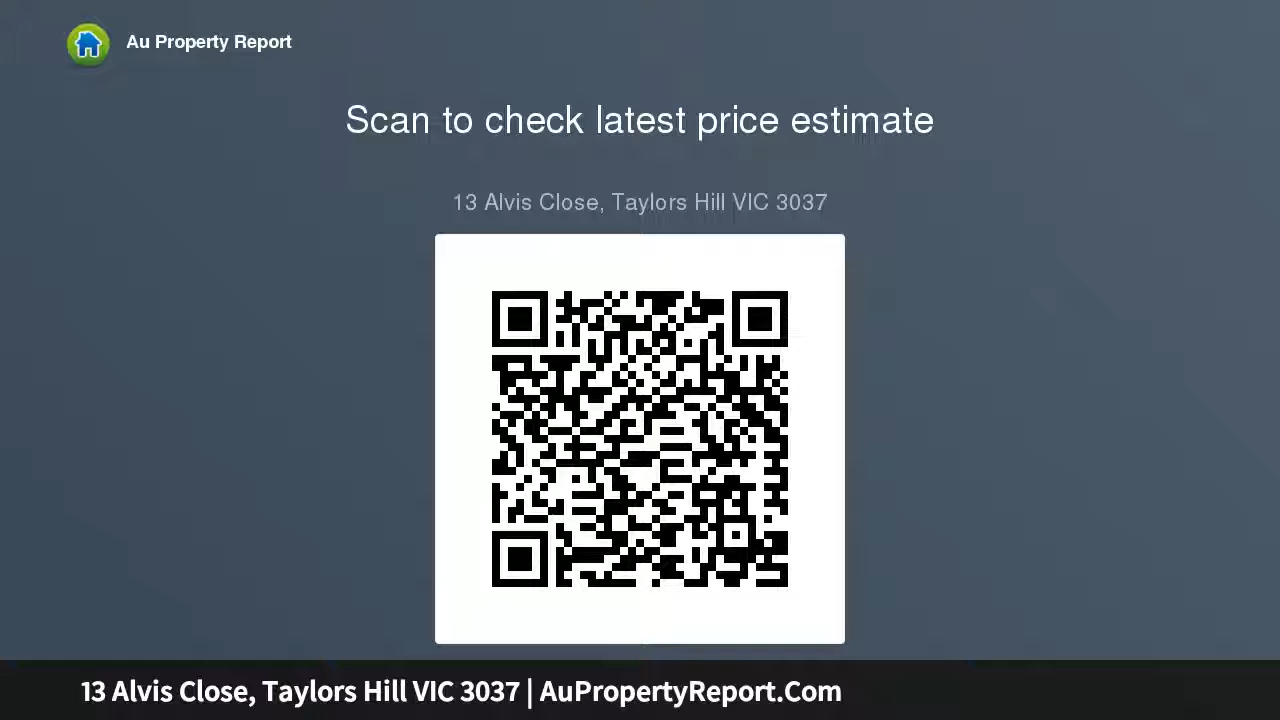 Au Property Report
Scan to check latest price estimate
13 Alvis Close, Taylors Hill VIC 3037
13 Alvis Close, Taylors Hill VIC 3037 | AuPropertyReport.Com